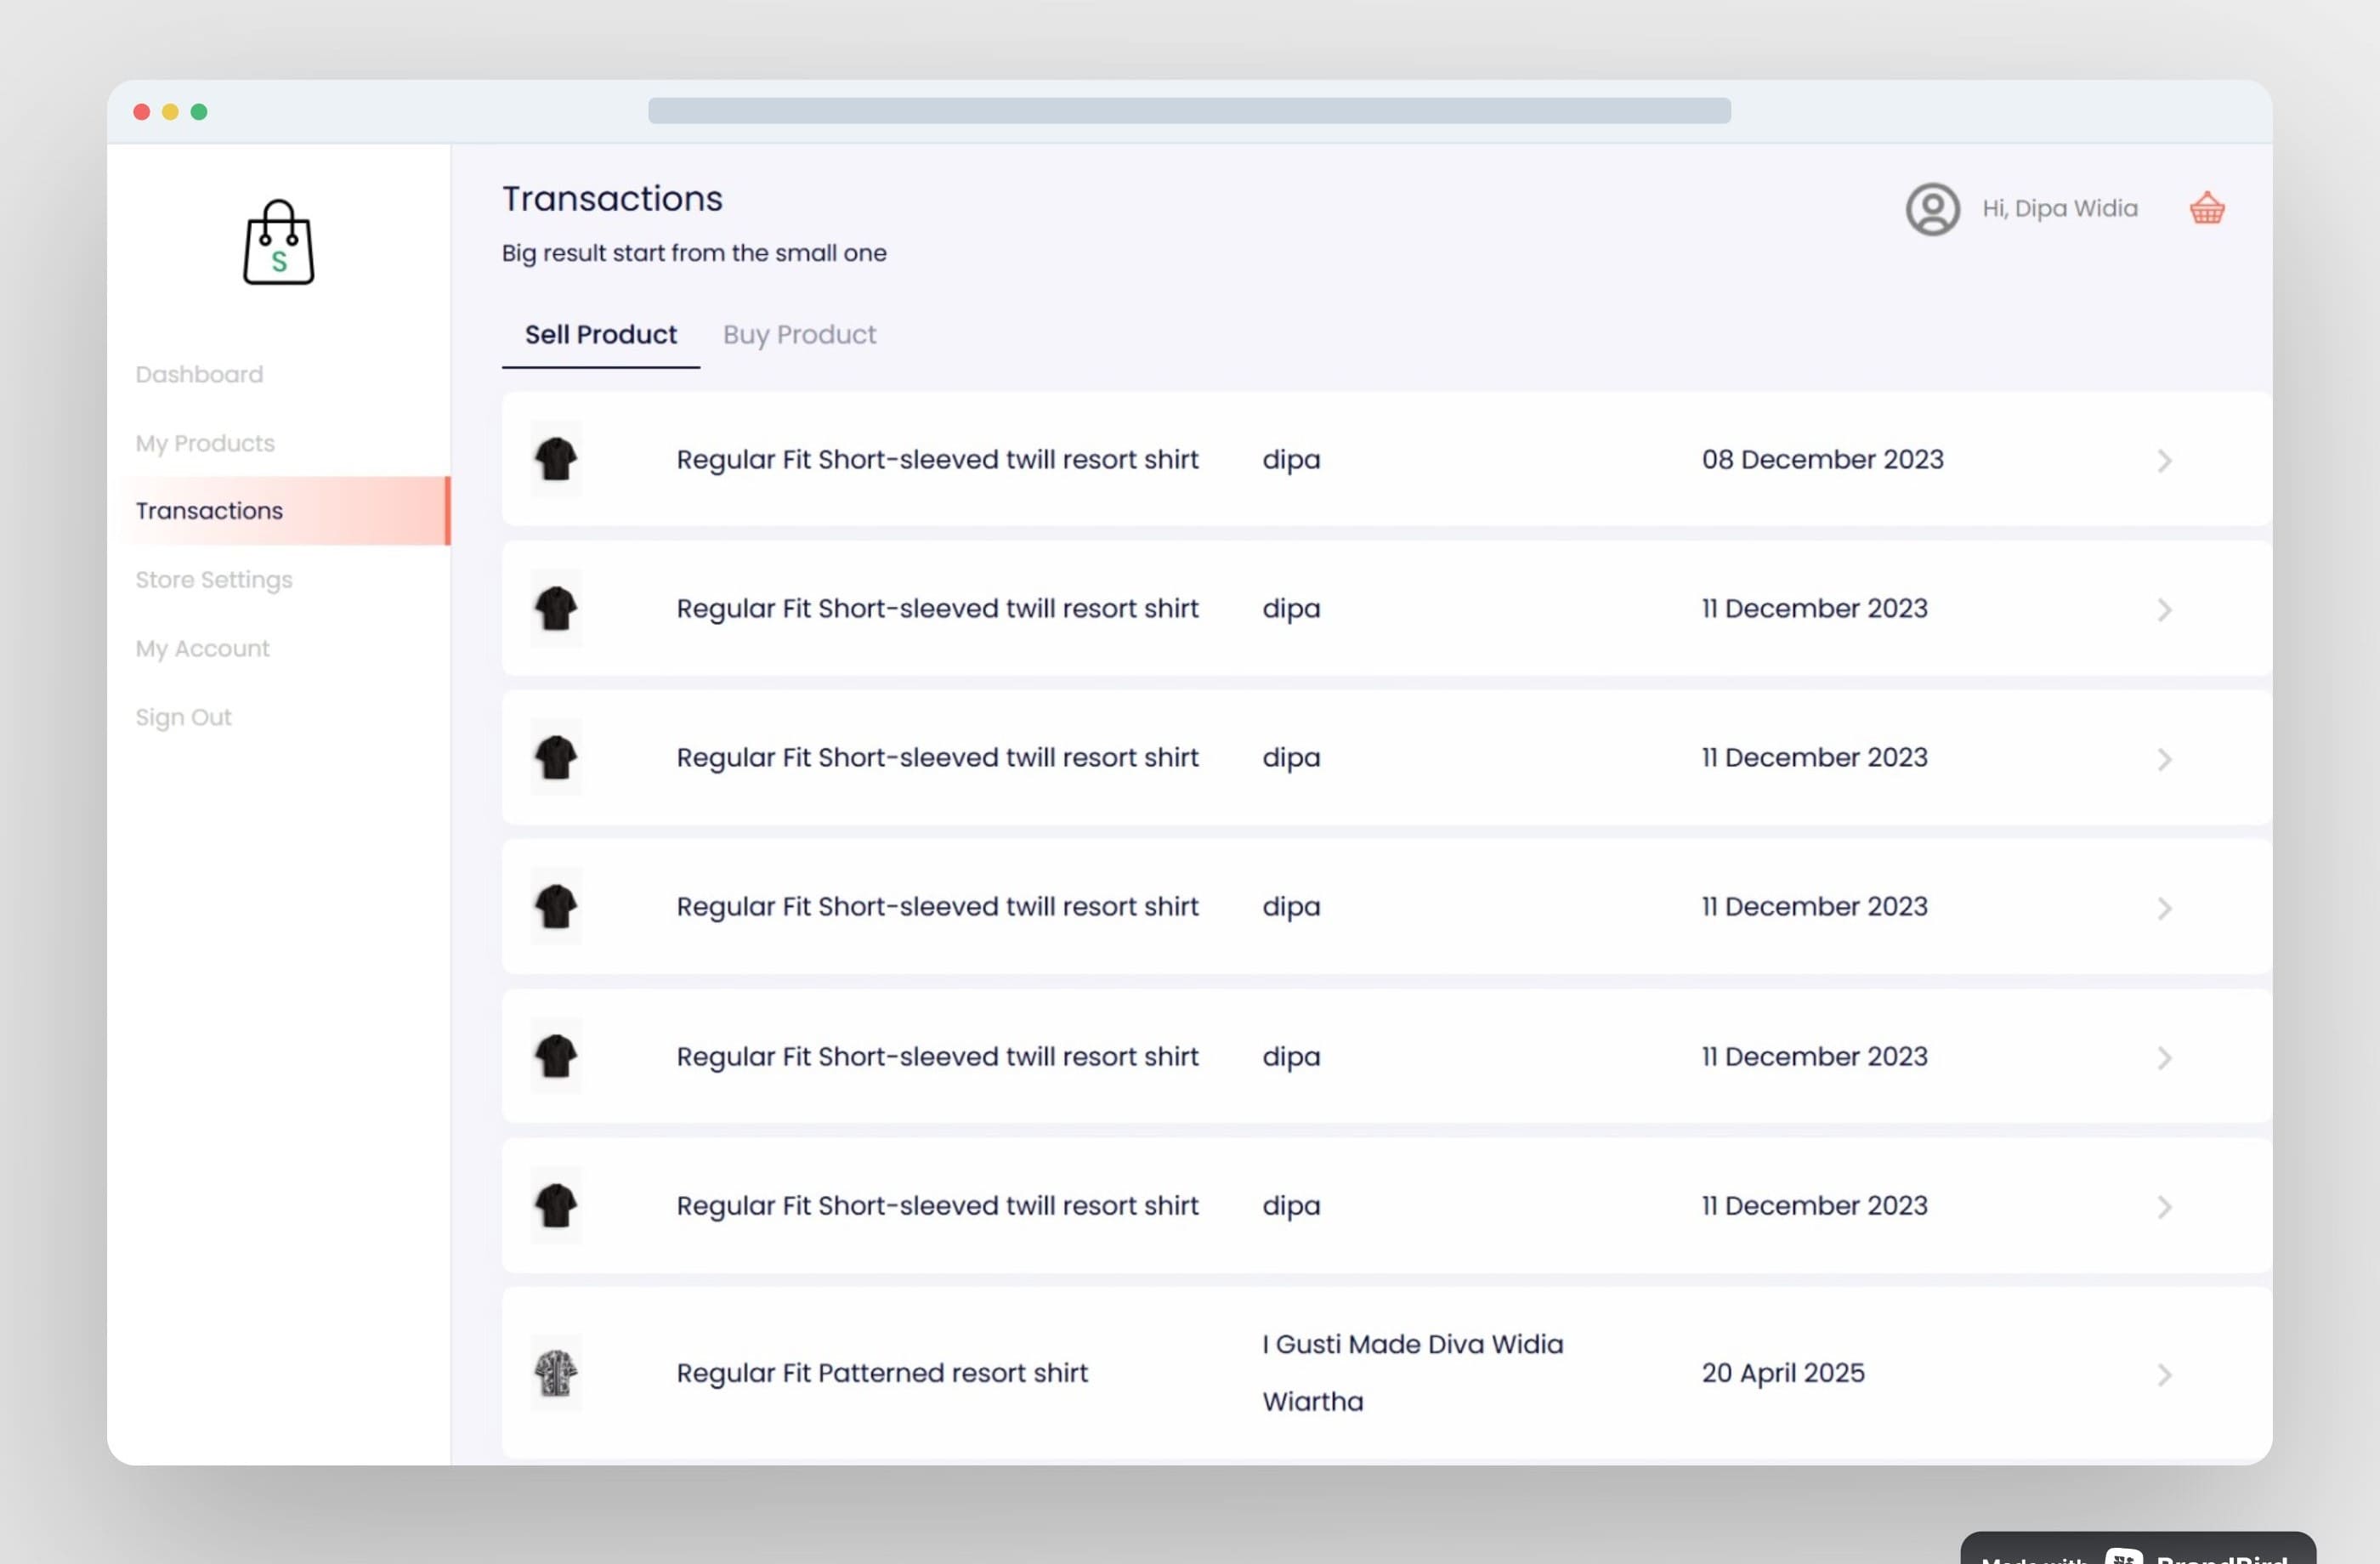 S
Dashboard
My Products
Transactions
Store Settings
My Account
Sign Out
Transactions
Big result start from the small one
Hi, Dipa Widia
Sell Product Buy Product
Regular Fit Short-sleeved twill resort shirt dipa 08 December 2023
Regular Fit Short-sleeved twill resort shirt dipa 11 December 2023
Regular Fit Short-sleeved twill resort shirt dipa 11 December 2023
Regular Fit Short-sleeved twill resort shirt dipa 11 December 2023
Regular Fit Short-sleeved twill resort shirt dipa 11 December 2023
Regular Fit Short-sleeved twill resort shirt dipa 11 December 2023
Regular Fit Patterned resort shirt I Gusti Made Diva Widia
Wiartha 20 April 2025
Made with BrandBird